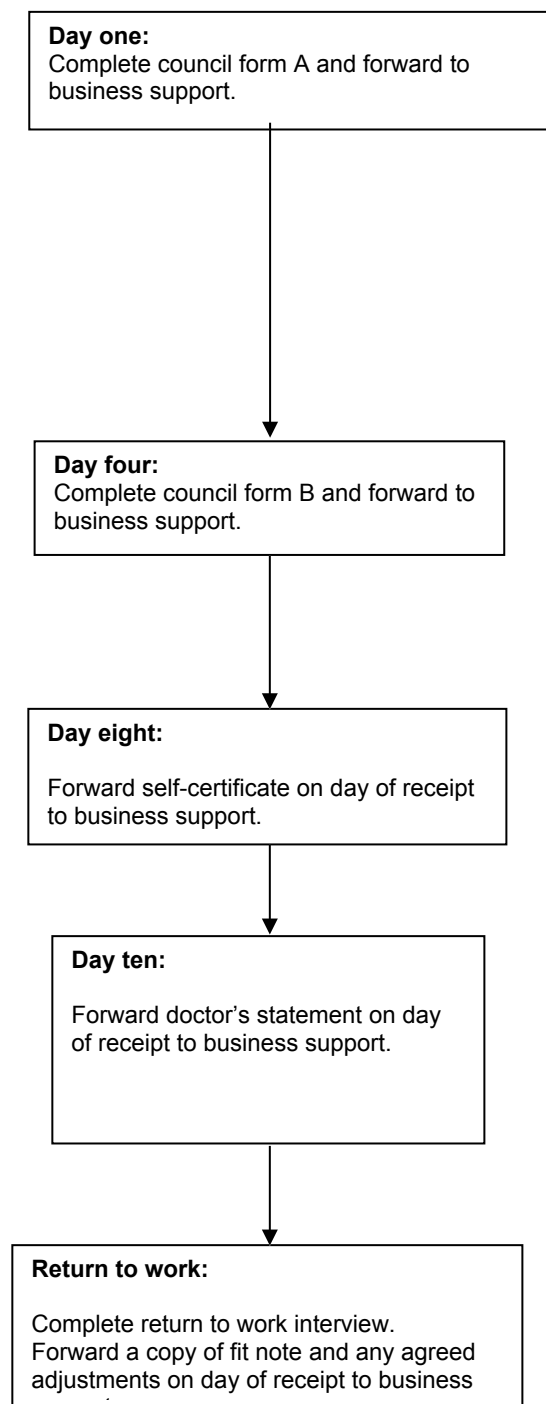 Day one:
Complete council form A and forward to
business support.
Day four:
Complete council form B and forward to
business support.
Day eight:
Forward self-certificate on day of receipt
to business support.
Day ten:
Forward doctor’s statement on day
of receipt to business support.
Return to work:
Complete return to work interview.
Forward a copy of fit note and any agreed
adjustments on day of receipt to business